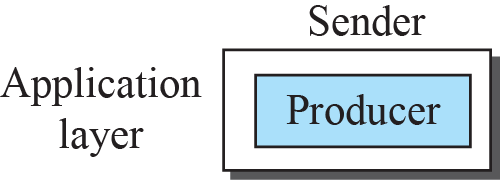 Sender
Application
layer
Producer